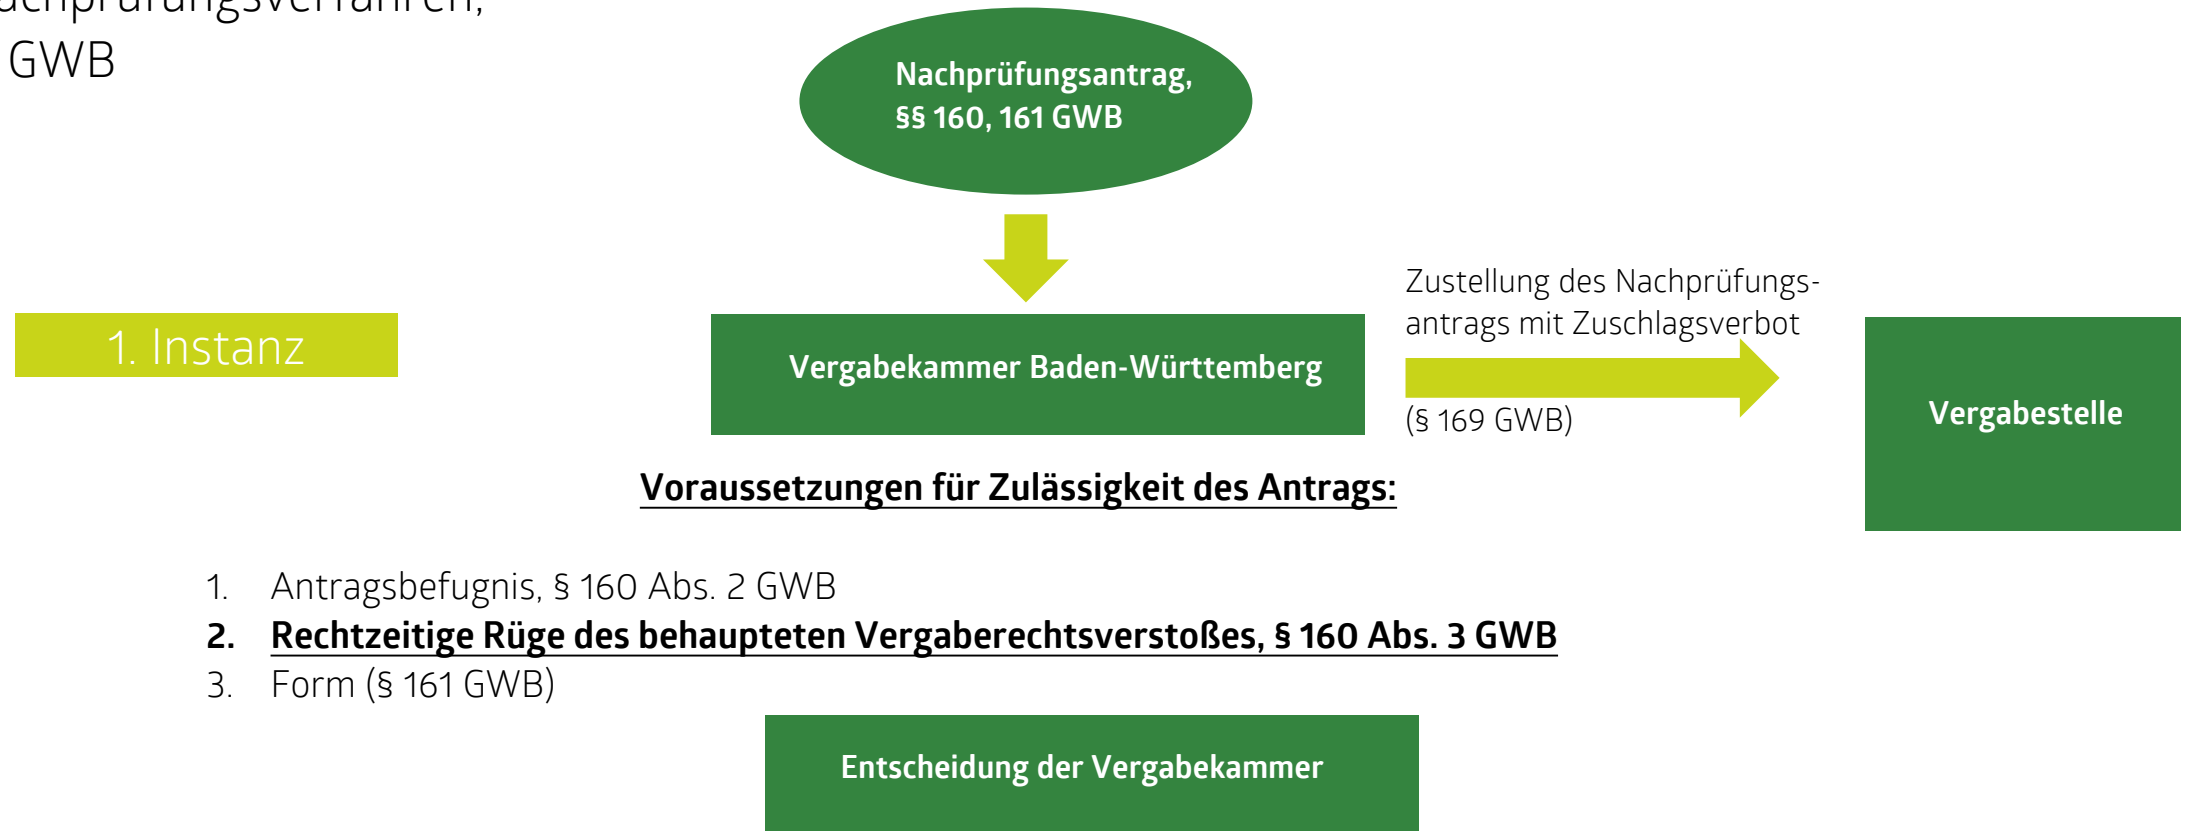 GWB
Nachprüfungsantrag,
§§ 160, 161 GWB
Zustellung des Nachprüfungs-
antrags mit Zuschlagsverbot
1. Instanz
Vergabekammer Baden-Württemberg
(§ 169 GWB)
Vergabestelle
Voraussetzungen für Zulässigkeit des Antrags:
1. Antragsbefugnis, § 160 Abs. 2 GWB
2. Rechtzeitige Rüge des behaupteten Vergaberechtsverstoßes, § 160 Abs. 3 GWB
3. Form (§ 161 GWB)
Entscheidung der Vergabekammer